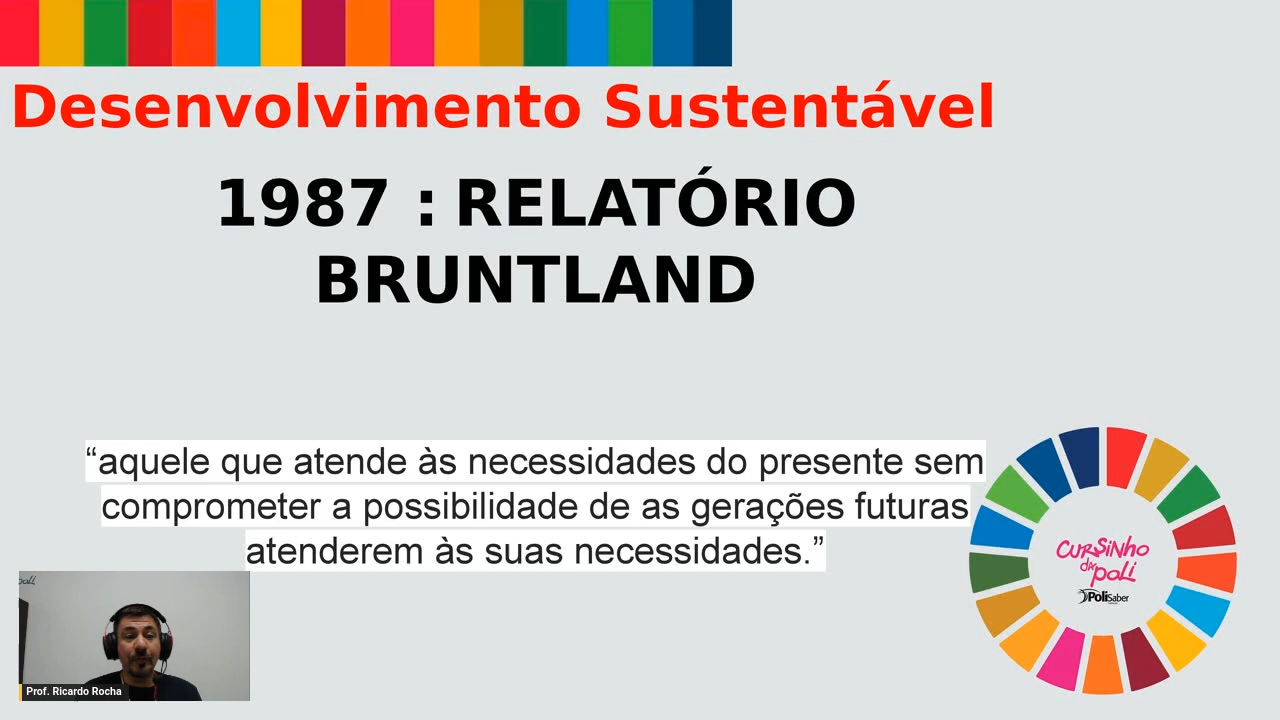 Desenvolvimento Sustentável
1987 : RELATÓRIO
BRUNTLAND
“aquele que atende às necessidades do presente sem
comprometer a possibilidade de as gerações futuras
atenderem às suas necessidades.”
CURSiNHO
da poLi
PoliSaber
poli
Prof. Ricardo Rocha